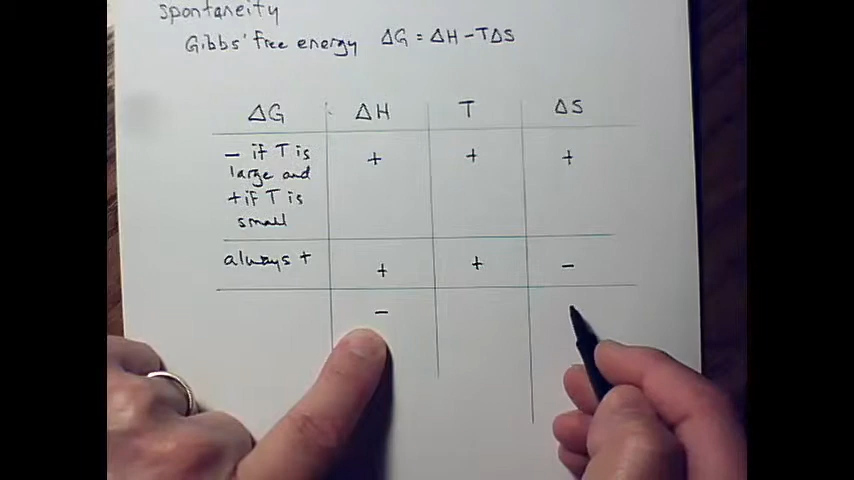 spontaneity
Gibbs' free energy ΔG = ΔH - TΔS
ΔG ΔH T ΔS
- if T is
large and
+ if T is
small
+ + +
always + + + -
-